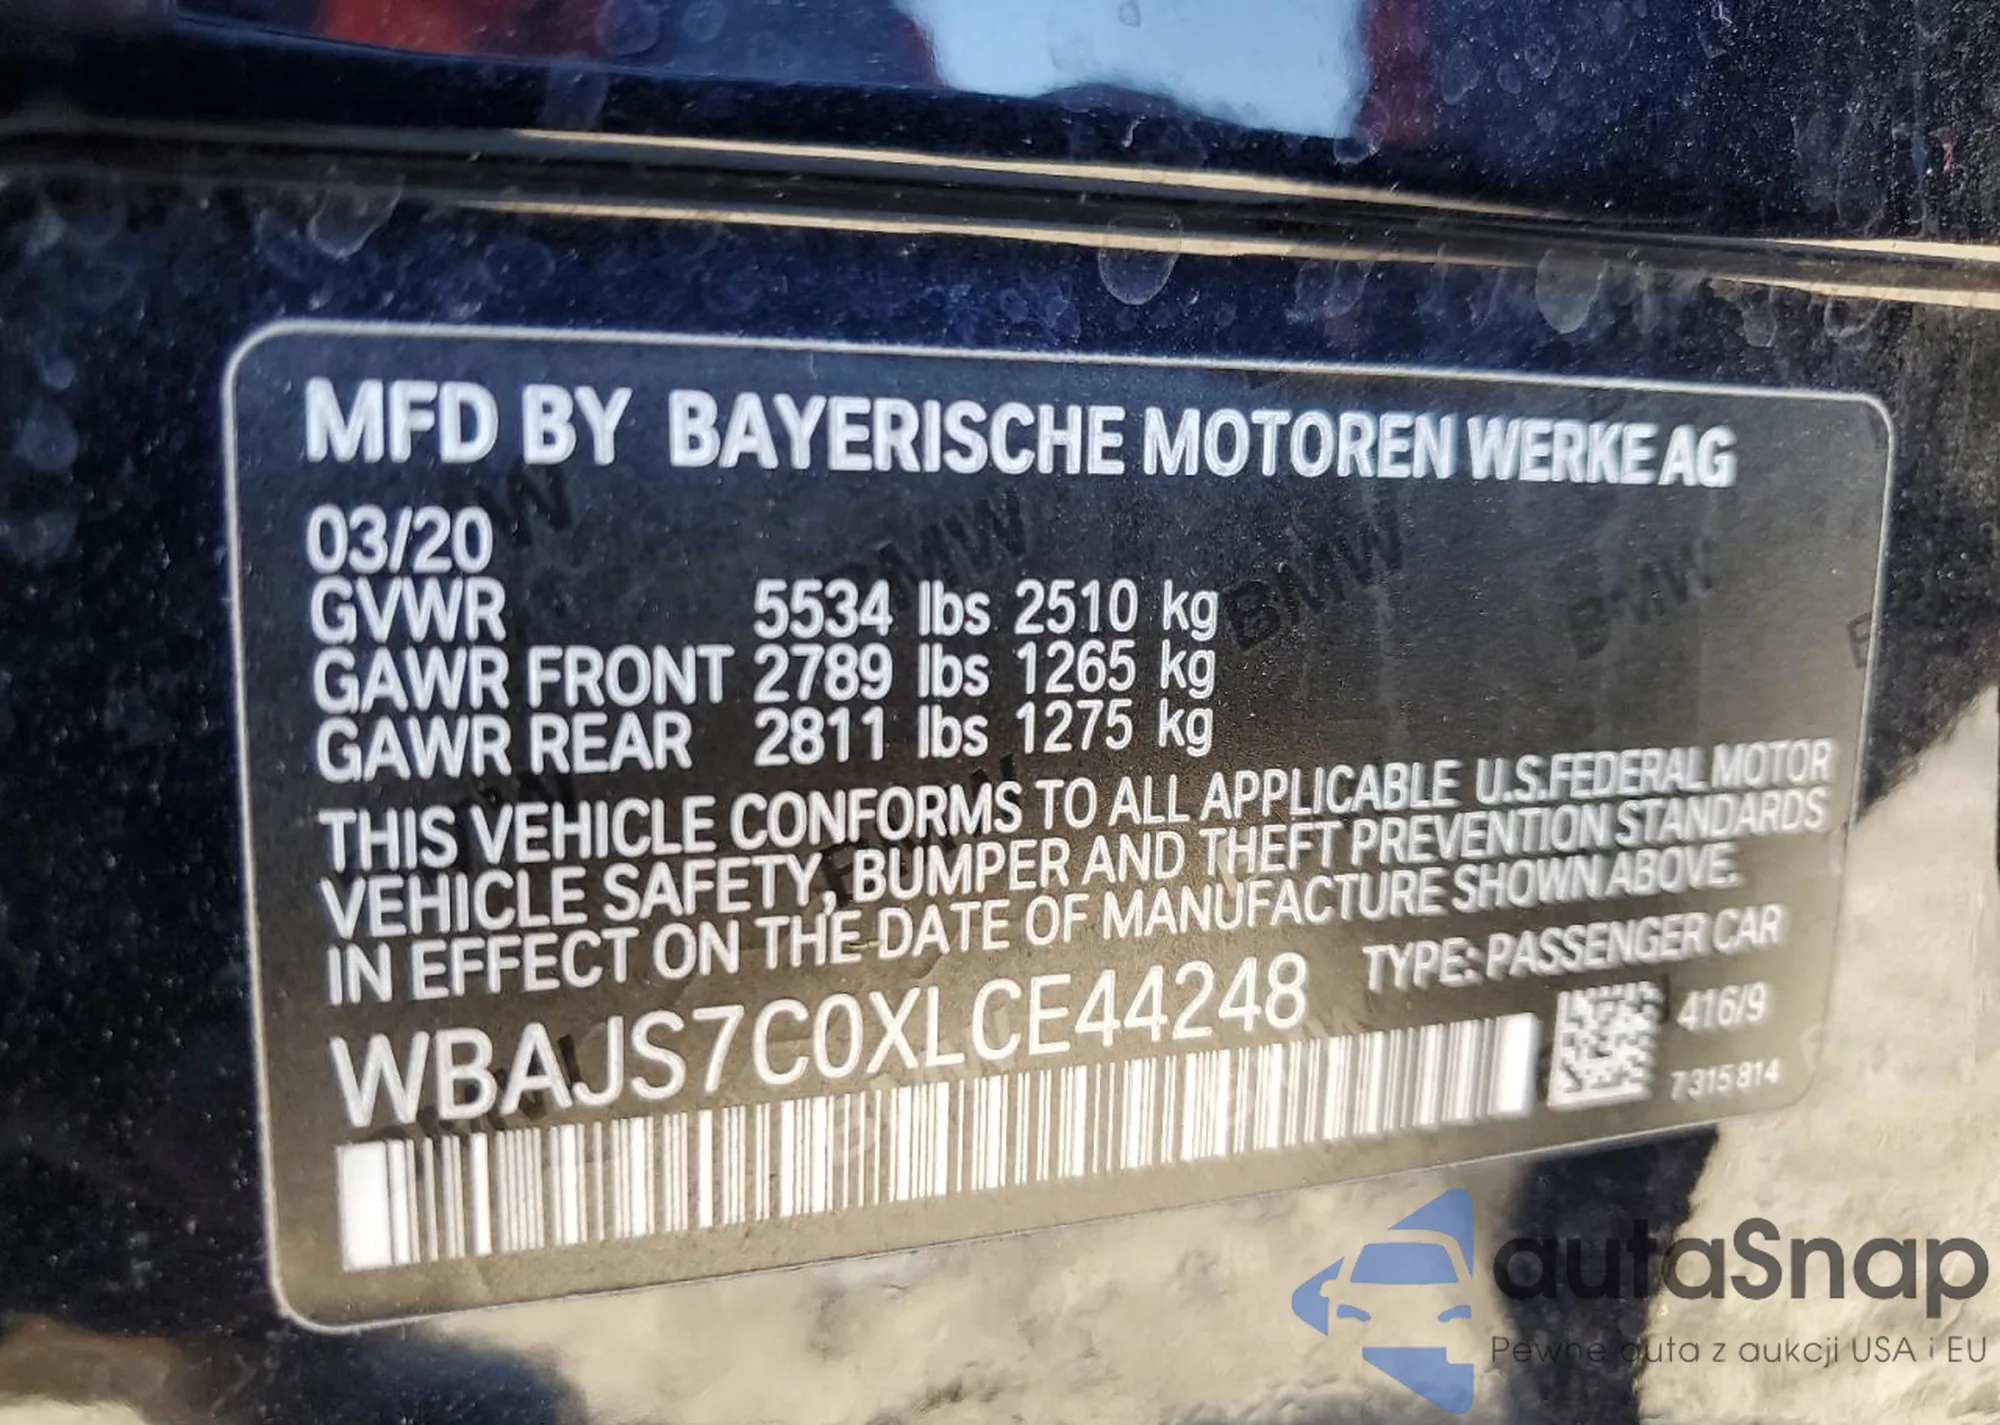 MFD BY BAYERISCHE MOTOREN WERKE AG
03/20
GVWR 5534 lbs 2510 kg
GAWR FRONT 2789 lbs 1265 kg
GAWR REAR 2811 lbs 1275 kg
THIS VEHICLE CONFORMS TO ALL APPLICABLE U.S.FEDERAL MOTOR
VEHICLE SAFETY, BUMPER AND THEFT PREVENTION STANDARDS
IN EFFECT ON THE DATE OF MANUFACTURE SHOWN ABOVE.
TYPE: PASSENGER CAR
WBAJS7C0XLCE44248
416/9
7 315 814
autaSnap
Pewne auta z aukcji USA i EU